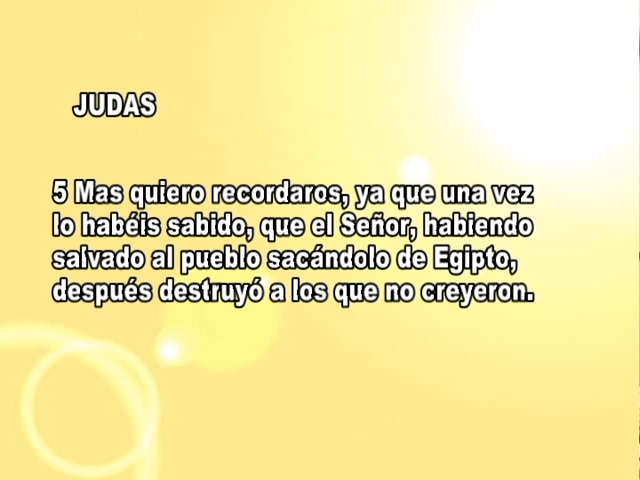 JUDAS
5 Mas quiero recordaros, ya que una vez
lo habéis sabido, que el Señor, habiendo
salvado al pueblo sacándolo de Egipto,
después destruyó a los que no creyeron.